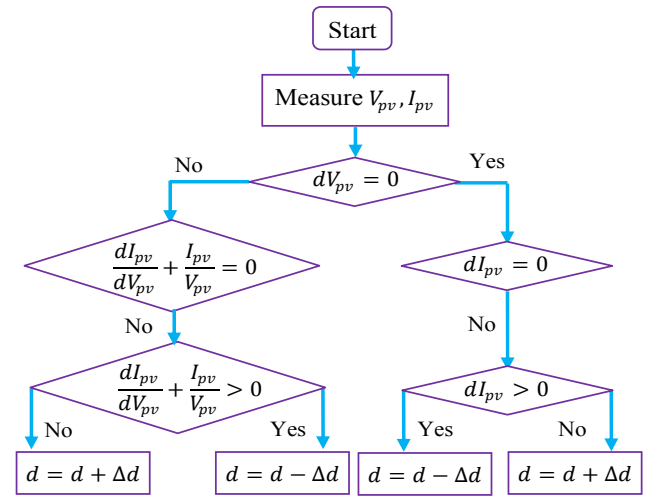 Start
Measure V_pv, I_pv
No
Yes
dV_pv = 0
dI_pv/dV_pv + I_pv/V_pv = 0
dI_pv = 0
No
No
dI_pv/dV_pv + I_pv/V_pv > 0
dI_pv > 0
No
Yes
Yes
No
d = d + Δd
d = d − Δd
d = d − Δd
d = d + Δd